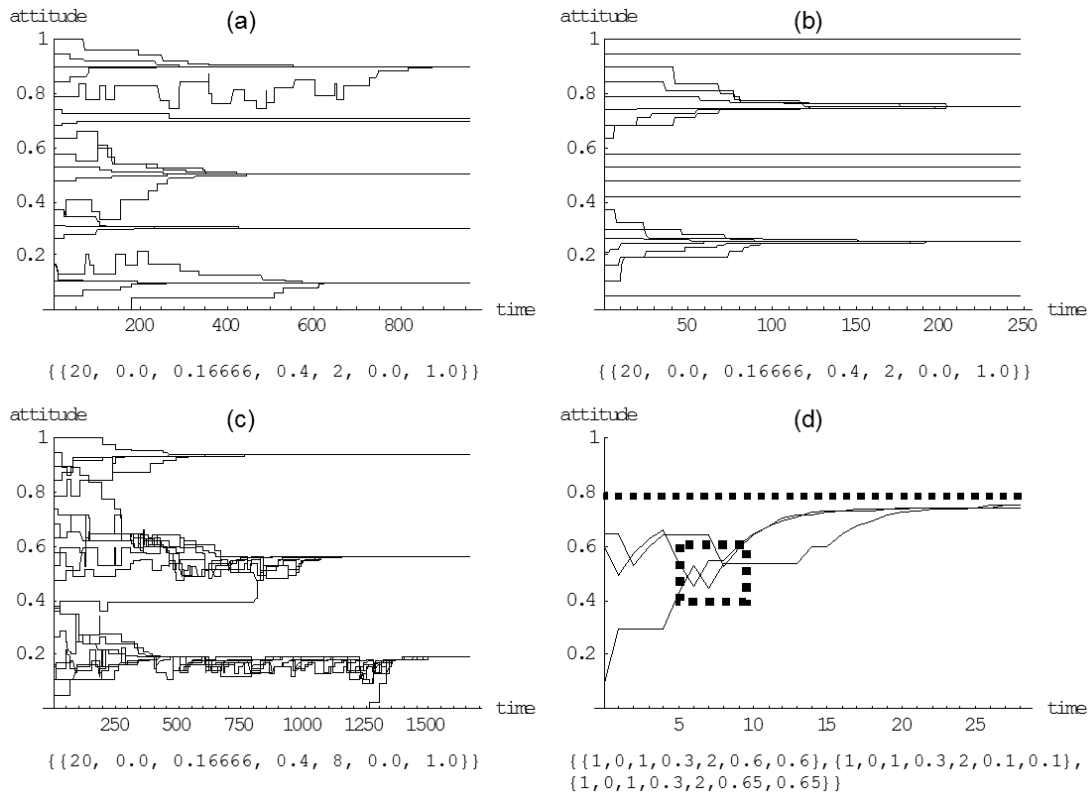 attitude (a)
1
0.8
0.6
0.4
0.2
time
200 400 600 800
{{20, 0.0, 0.16666, 0.4, 2, 0.0, 1.0}}
attitude (b)
1
0.8
0.6
0.4
0.2
time
50 100 150 200 250
{{20, 0.0, 0.16666, 0.4, 2, 0.0, 1.0}}
attitude (c)
1
0.8
0.6
0.4
0.2
time
250 500 750 1000 1250 1500
{{20, 0.0, 0.16666, 0.4, 8, 0.0, 1.0}}
attitude (d)
1
0.8
0.6
0.4
0.2
time
5 10 15 20 25
{{1,0,1,0.3,2,0.6,0.6},{1,0,1,0.3,2,0.1,0.1},
{1,0,1,0.3,2,0.65,0.65}}